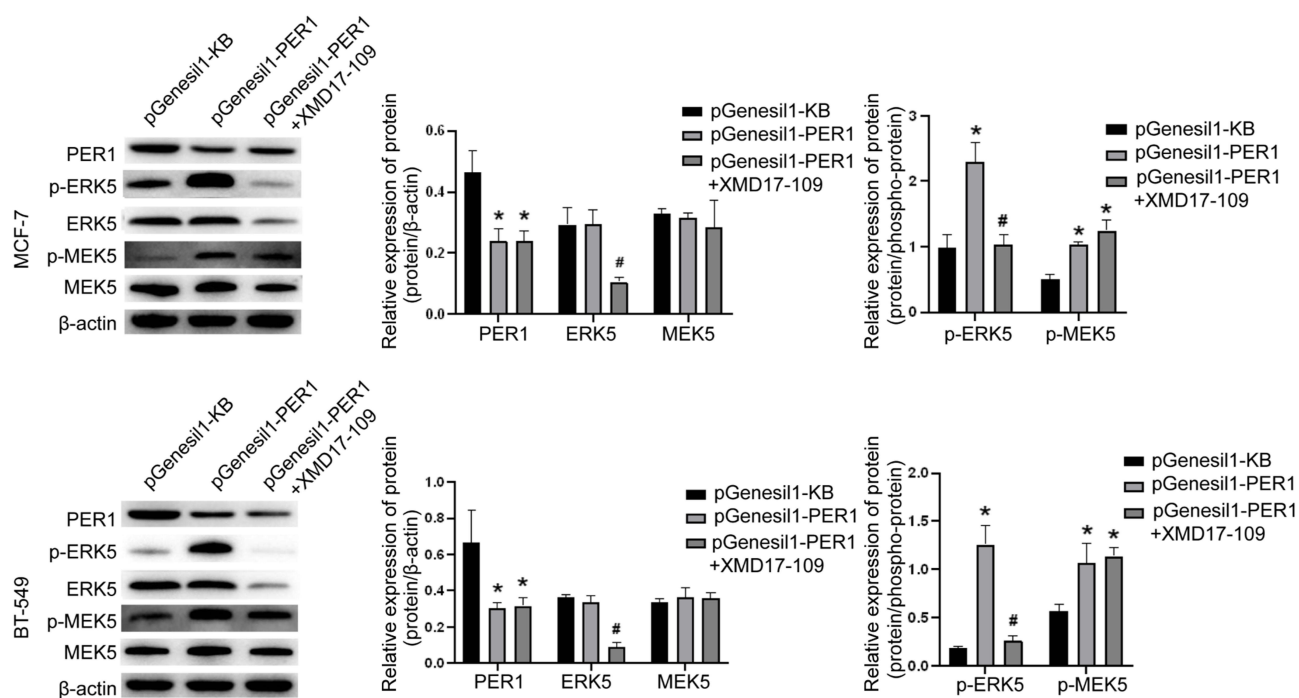 pGenesil1-KB
pGenesil1-PER1
pGenesil1-PER1
+XMD17-109
MCF-7
PER1
p-ERK5
ERK5
p-MEK5
MEK5
β-actin
Relative expression of protein
(protein/β-actin)
0.6
0.4
0.2
0.0
PER1
ERK5
MEK5
*
*
#
pGenesil1-KB
pGenesil1-PER1
pGenesil1-PER1
+XMD17-109
Relative expression of protein
(protein/phospho-protein)
3
2
1
0
p-ERK5
p-MEK5
*
#
*
*
pGenesil1-KB
pGenesil1-PER1
pGenesil1-PER1
+XMD17-109
pGenesil1-KB
pGenesil1-PER1
pGenesil1-PER1
+XMD17-109
BT-549
PER1
p-ERK5
ERK5
p-MEK5
MEK5
β-actin
Relative expression of protein
(protein/β-actin)
1.0
0.8
0.6
0.4
0.2
0.0
PER1
ERK5
MEK5
*
*
#
pGenesil1-KB
pGenesil1-PER1
pGenesil1-PER1
+XMD17-109
Relative expression of protein
(protein/phospho-protein)
2.0
1.5
1.0
0.5
0.0
p-ERK5
p-MEK5
*
#
*
*
pGenesil1-KB
pGenesil1-PER1
pGenesil1-PER1
+XMD17-109